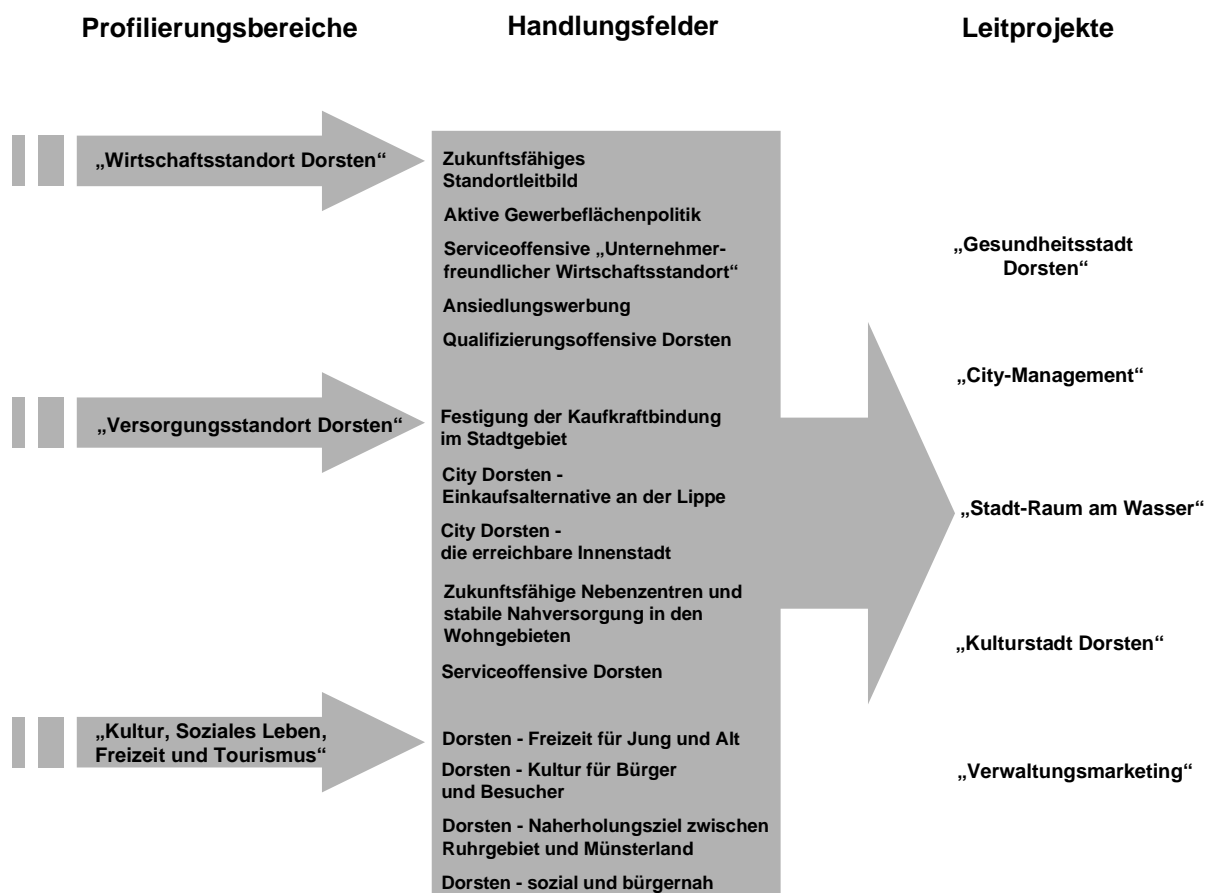 Profilierungsbereiche
Handlungsfelder
Leitprojekte
„Wirtschaftsstandort Dorsten“
Zukunftsfähiges
Standortleitbild
Aktive Gewerbeflächenpolitik
Serviceoffensive „Unternehmer-
freundlicher Wirtschaftsstandort“
Ansiedlungswerbung
Qualifizierungsoffensive Dorsten
„Versorgungsstandort Dorsten“
Festigung der Kaufkraftbindung
im Stadtgebiet
City Dorsten -
Einkaufsalternative an der Lippe
City Dorsten -
die erreichbare Innenstadt
Zukunftsfähige Nebenzentren und
stabile Nahversorgung in den
Wohngebieten
Serviceoffensive Dorsten
„Kultur, Soziales Leben,
Freizeit und Tourismus“
Dorsten - Freizeit für Jung und Alt
Dorsten - Kultur für Bürger
und Besucher
Dorsten - Naherholungsziel zwischen
Ruhrgebiet und Münsterland
Dorsten - sozial und bürgernah
„Gesundheitsstadt
Dorsten“
„City-Management“
„Stadt-Raum am Wasser“
„Kulturstadt Dorsten“
„Verwaltungsmarketing“